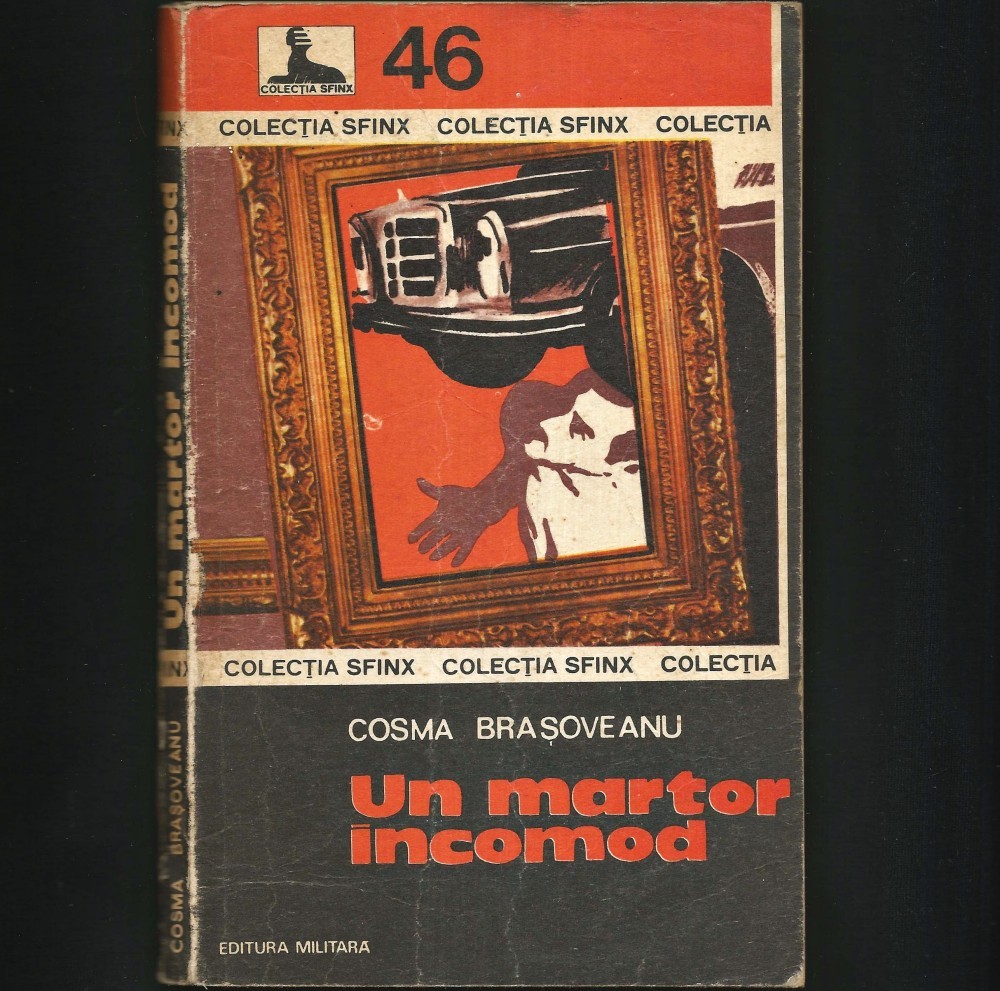 COLECȚIA SFINX
46
COLECȚIA SFINX COLECȚIA SFINX COLECȚIA
COLECȚIA SFINX COLECȚIA SFINX COLECȚIA
COSMA BRAȘOVEANU
Un martor
incomod
EDITURA MILITARĂ
COSMA BRAȘOVEANU
Un martor incomod